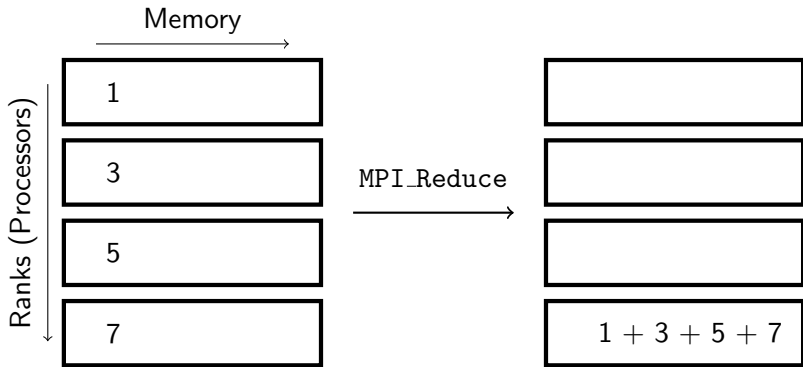 Memory
Ranks (Processors)
1
3
5
7
MPI_Reduce
1 + 3 + 5 + 7